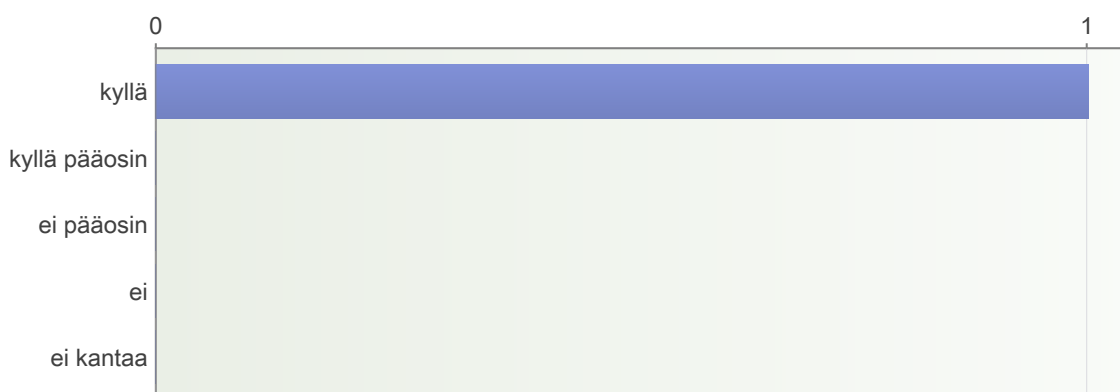 0 1
kyllä
kyllä pääosin
ei pääosin
ei
ei kantaa